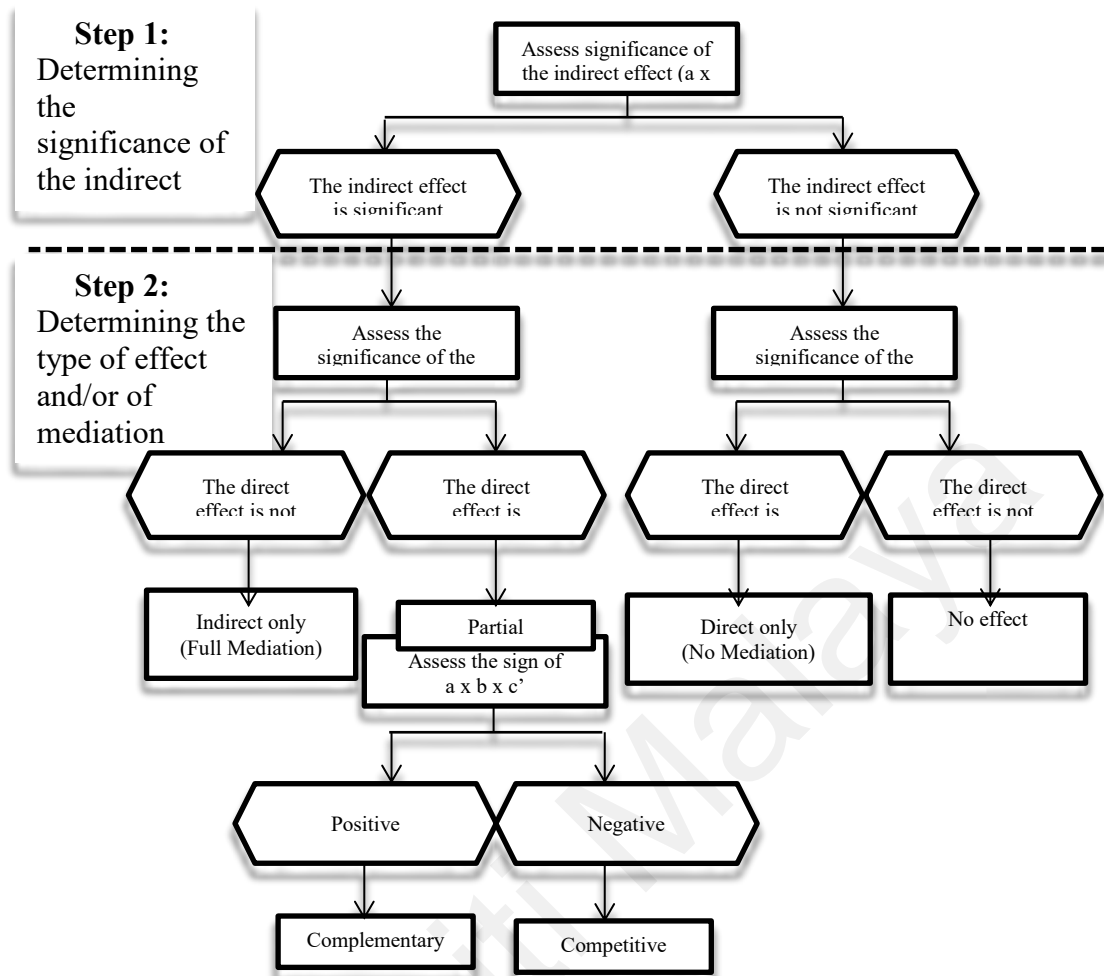 Step 1:
Determining
the
significance of
the indirect
Assess significance of
the indirect effect (a x
The indirect effect
is significant
The indirect effect
is not significant
Step 2:
Determining the
type of effect
and/or of
mediation
Assess the
significance of the
Assess the
significance of the
The direct
effect is not
The direct
effect is
The direct
effect is
The direct
effect is not
Indirect only
(Full Mediation)
Partial
Assess the sign of
a x b x c’
Direct only
(No Mediation)
No effect
Positive
Negative
Complementary
Competitive
iti Malaya